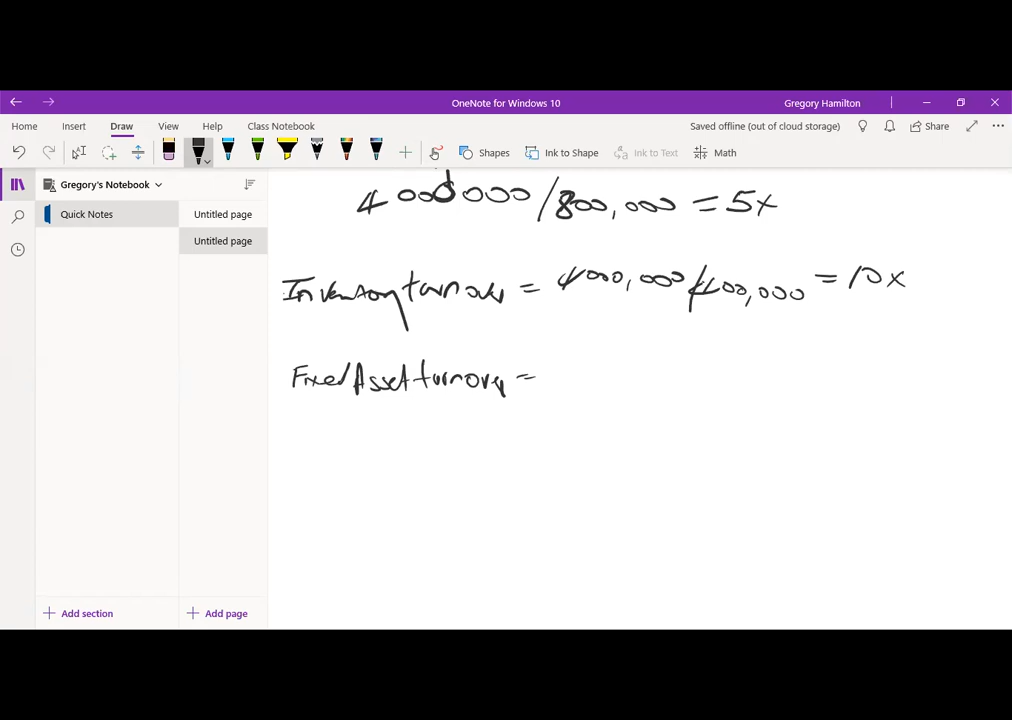 OneNote for Windows 10
Gregory Hamilton
Home Insert Draw View Help Class Notebook
Saved offline (out of cloud storage)
Share
Shapes Ink to Shape Ink to Text Math
Gregory's Notebook
Quick Notes
Untitled page
Untitled page
4000000/800,000 = 5x
Inventory turnover = 4000,000/400,000 = 10x
Fixed Asset turnover =
Add section
Add page